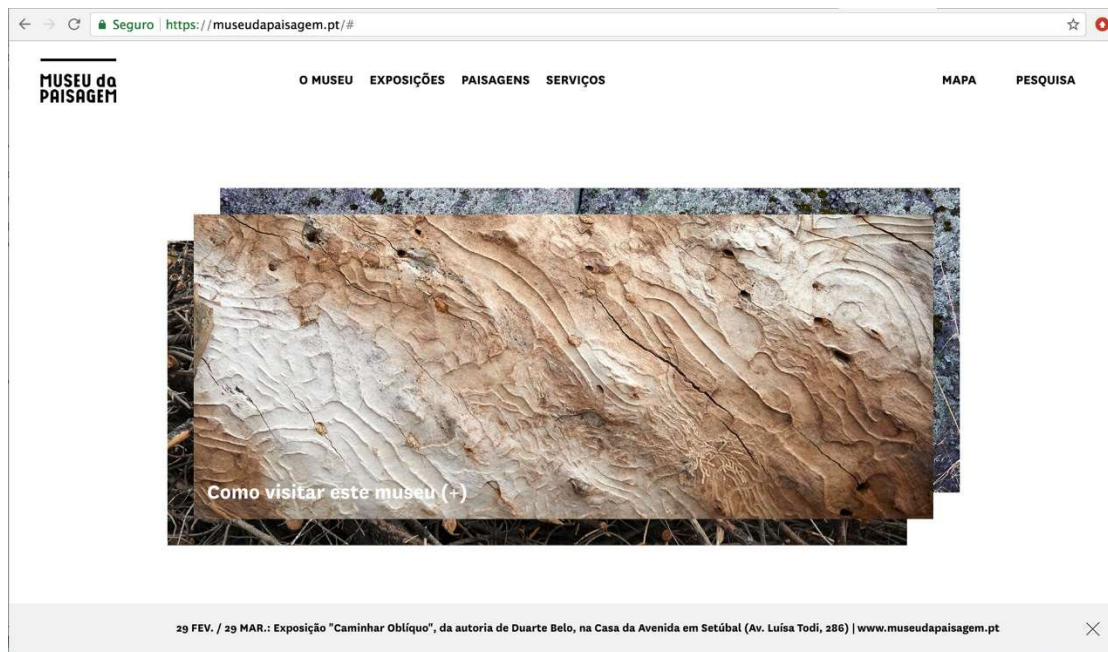 Seguro https://museudapaisagem.pt/#
MUSEU da
PAISAGEM
O MUSEU EXPOSIÇÕES PAISAGENS SERVIÇOS MAPA PESQUISA
Como visitar este museu (+)
29 FEV. / 29 MAR.: Exposição "Caminhar Oblíquo", da autoria de Duarte Belo, na Casa da Avenida em Setúbal (Av. Luísa Todi, 286) | www.museudapaisagem.pt